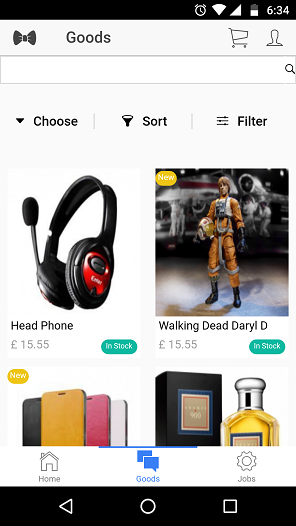 6:34
Goods
Choose
Sort
Filter
New
Head Phone
£ 15.55
In Stock
Walking Dead Daryl D
£ 15.55
In Stock
New
Home
Goods
Jobs